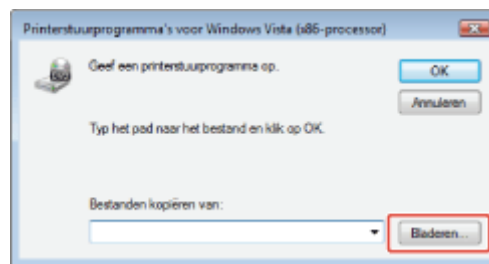 Printerstuurprogramma's voor Windows Vista (x86-processor)
Geef een printerstuurprogramma op.
OK
Annuleren
Typ het pad naar het bestand en klik op OK.
Bestanden kopiëren van:
Bladeren...